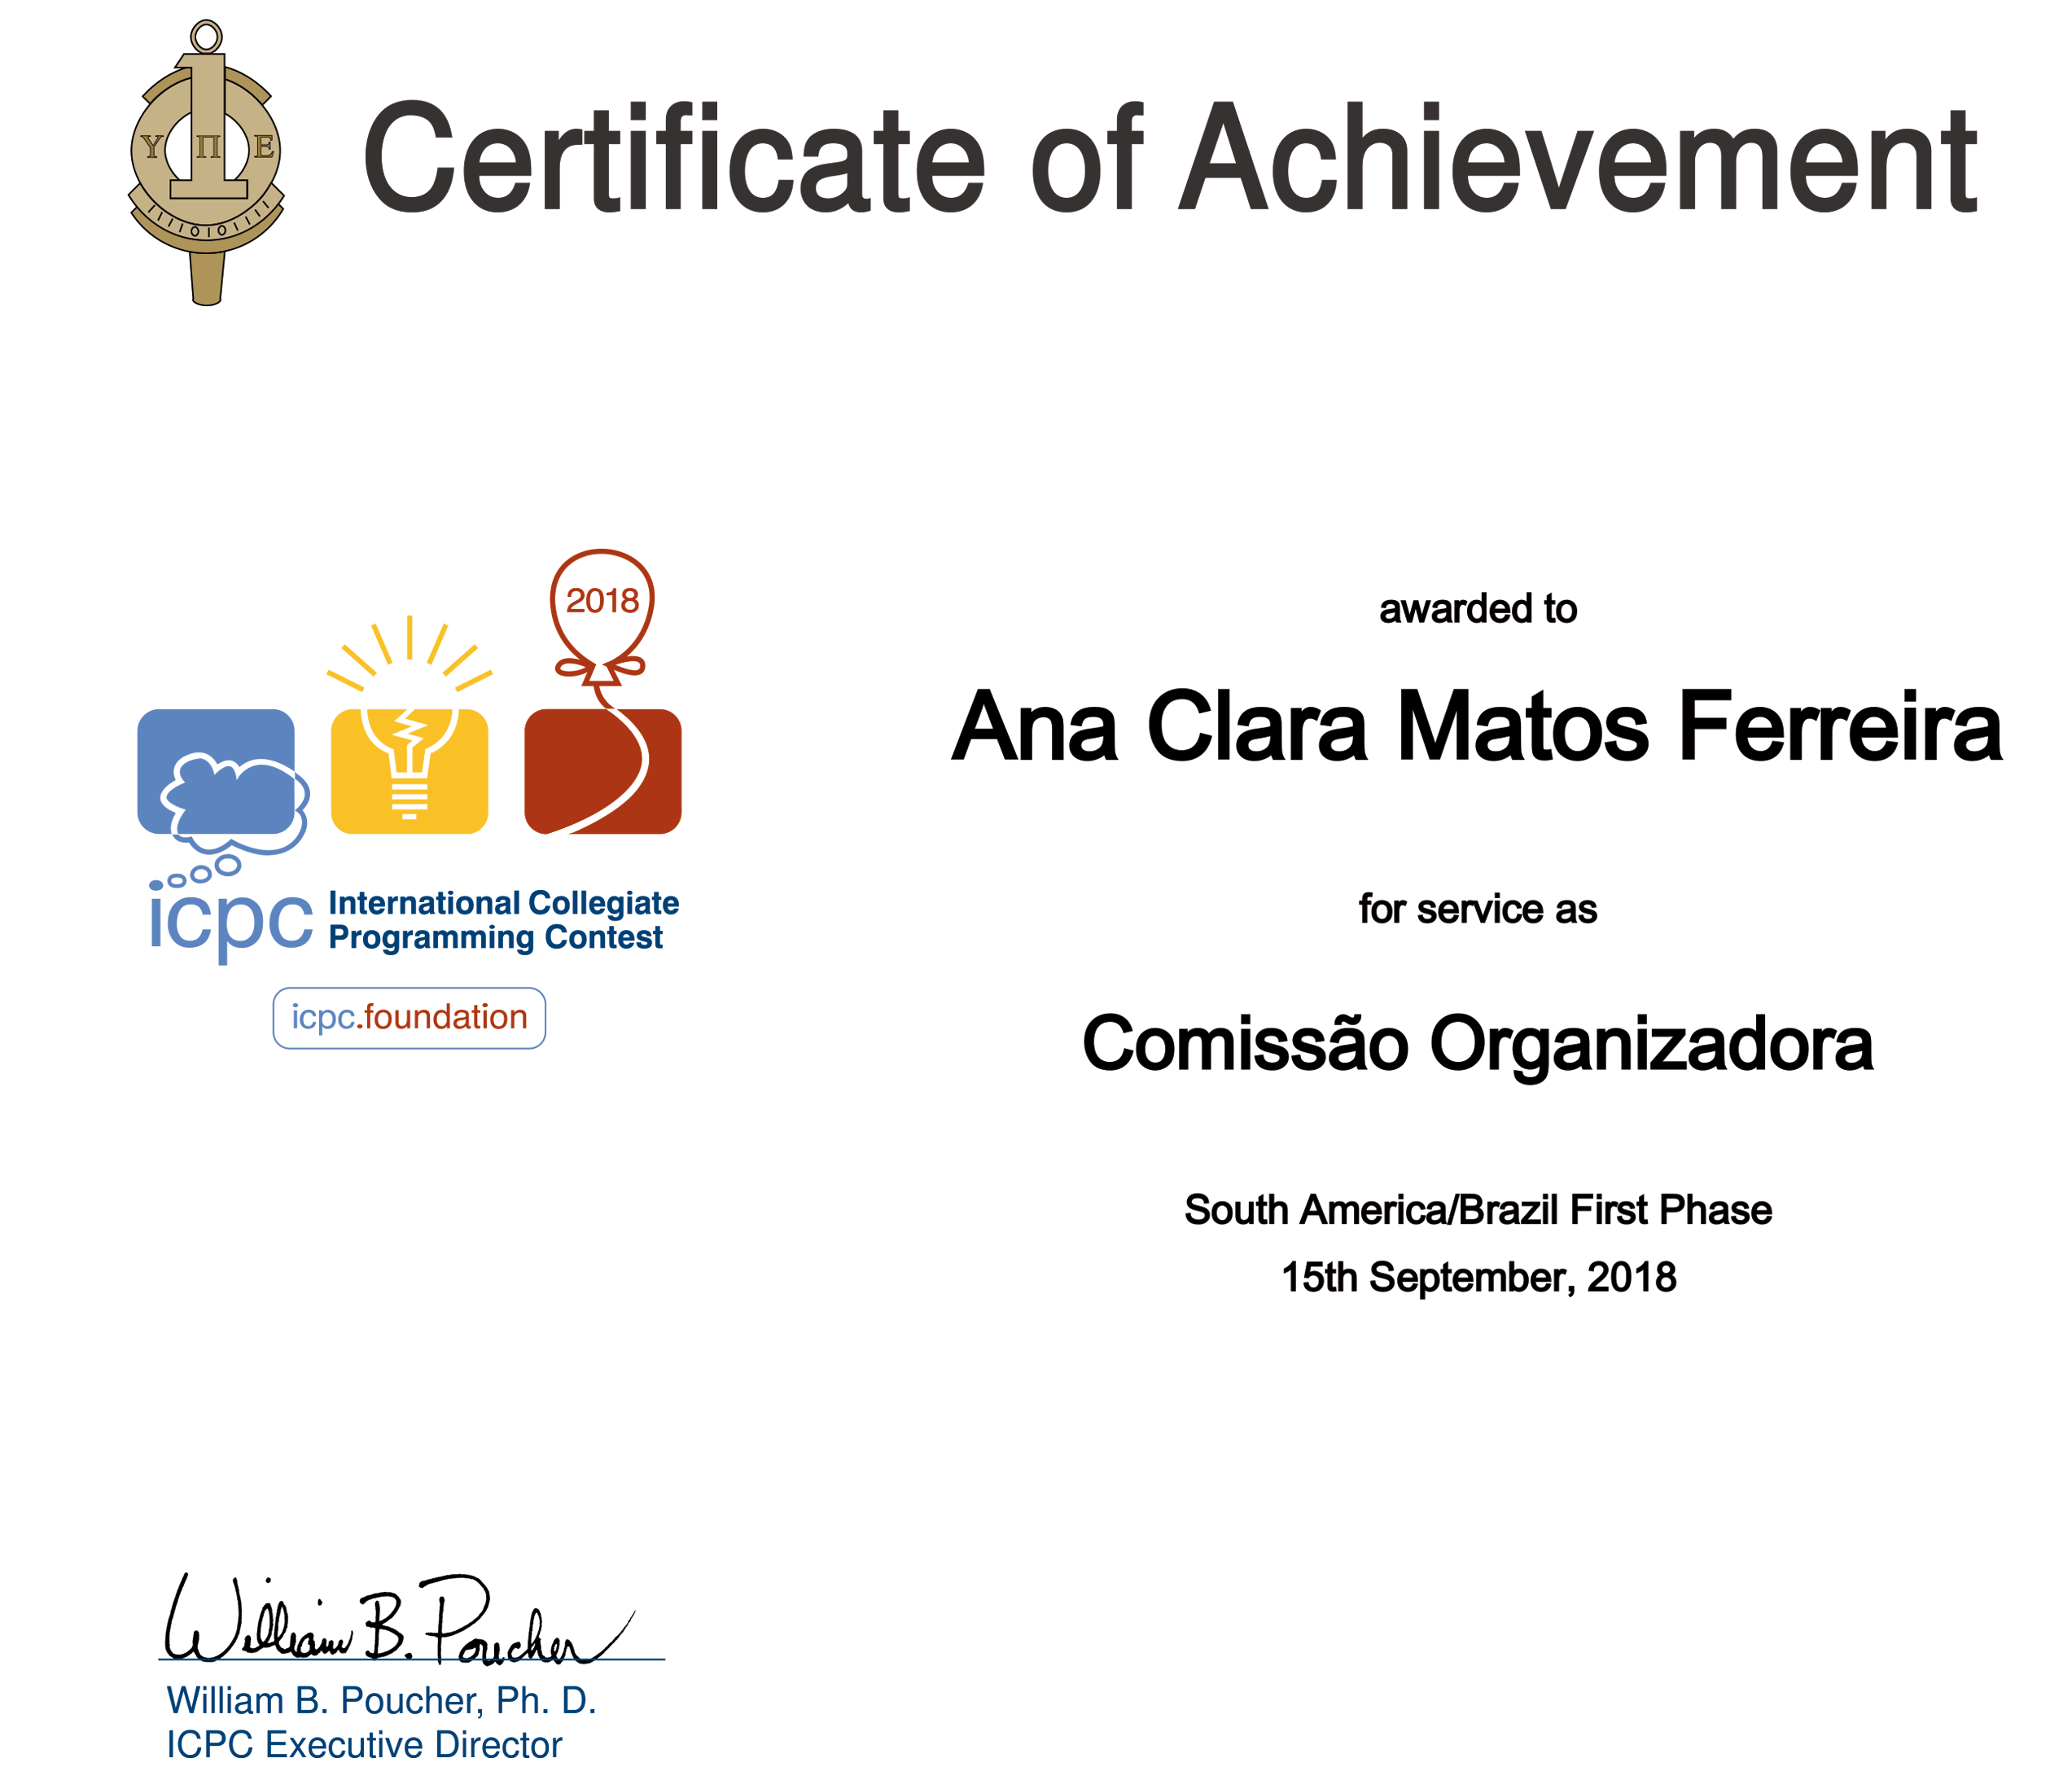 Certificate of Achievement
Υ Π Ε
1111010111
2018
icpc International Collegiate
Programming Contest
icpc.foundation
awarded to
Ana Clara Matos Ferreira
for service as
Comissão Organizadora
South America/Brazil First Phase
15th September, 2018
William B. Poucher
William B. Poucher, Ph. D.
ICPC Executive Director